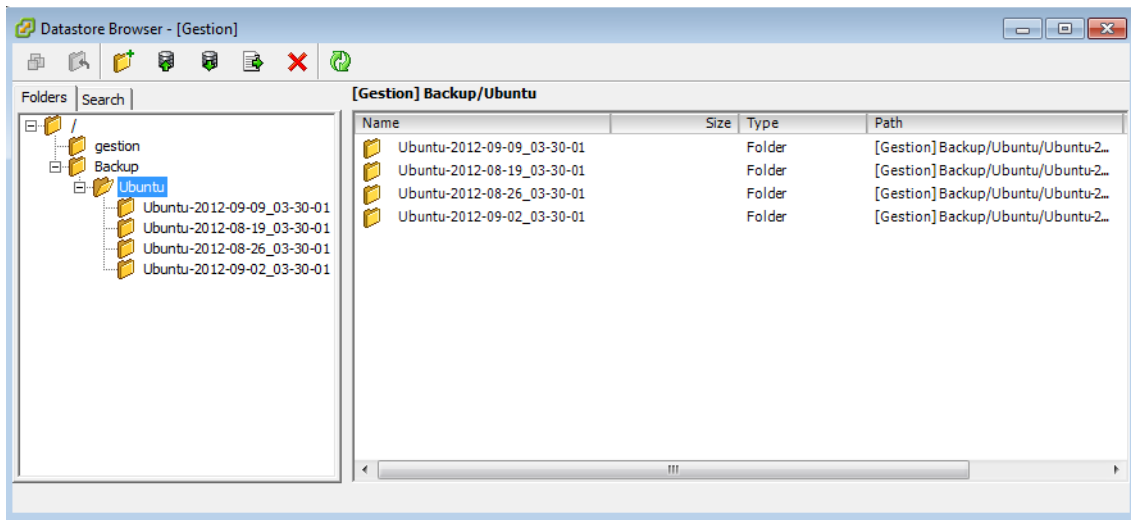 Datastore Browser - [Gestion]
Folders Search
[Gestion] Backup/Ubuntu
/
gestion
Backup
Ubuntu
Ubuntu-2012-09-09_03-30-01
Ubuntu-2012-08-19_03-30-01
Ubuntu-2012-08-26_03-30-01
Ubuntu-2012-09-02_03-30-01
Name Size Type Path
Ubuntu-2012-09-09_03-30-01 Folder [Gestion] Backup/Ubuntu/Ubuntu-2...
Ubuntu-2012-08-19_03-30-01 Folder [Gestion] Backup/Ubuntu/Ubuntu-2...
Ubuntu-2012-08-26_03-30-01 Folder [Gestion] Backup/Ubuntu/Ubuntu-2...
Ubuntu-2012-09-02_03-30-01 Folder [Gestion] Backup/Ubuntu/Ubuntu-2...